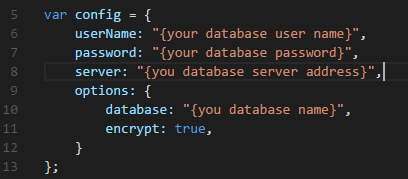 5 var config = {
6 userName: "{your database user name}",
7 password: "{your database password}",
8 server: "{you database server address}",
9 options: {
10 database: "{you database name}",
11 encrypt: true,
12 }
13 };